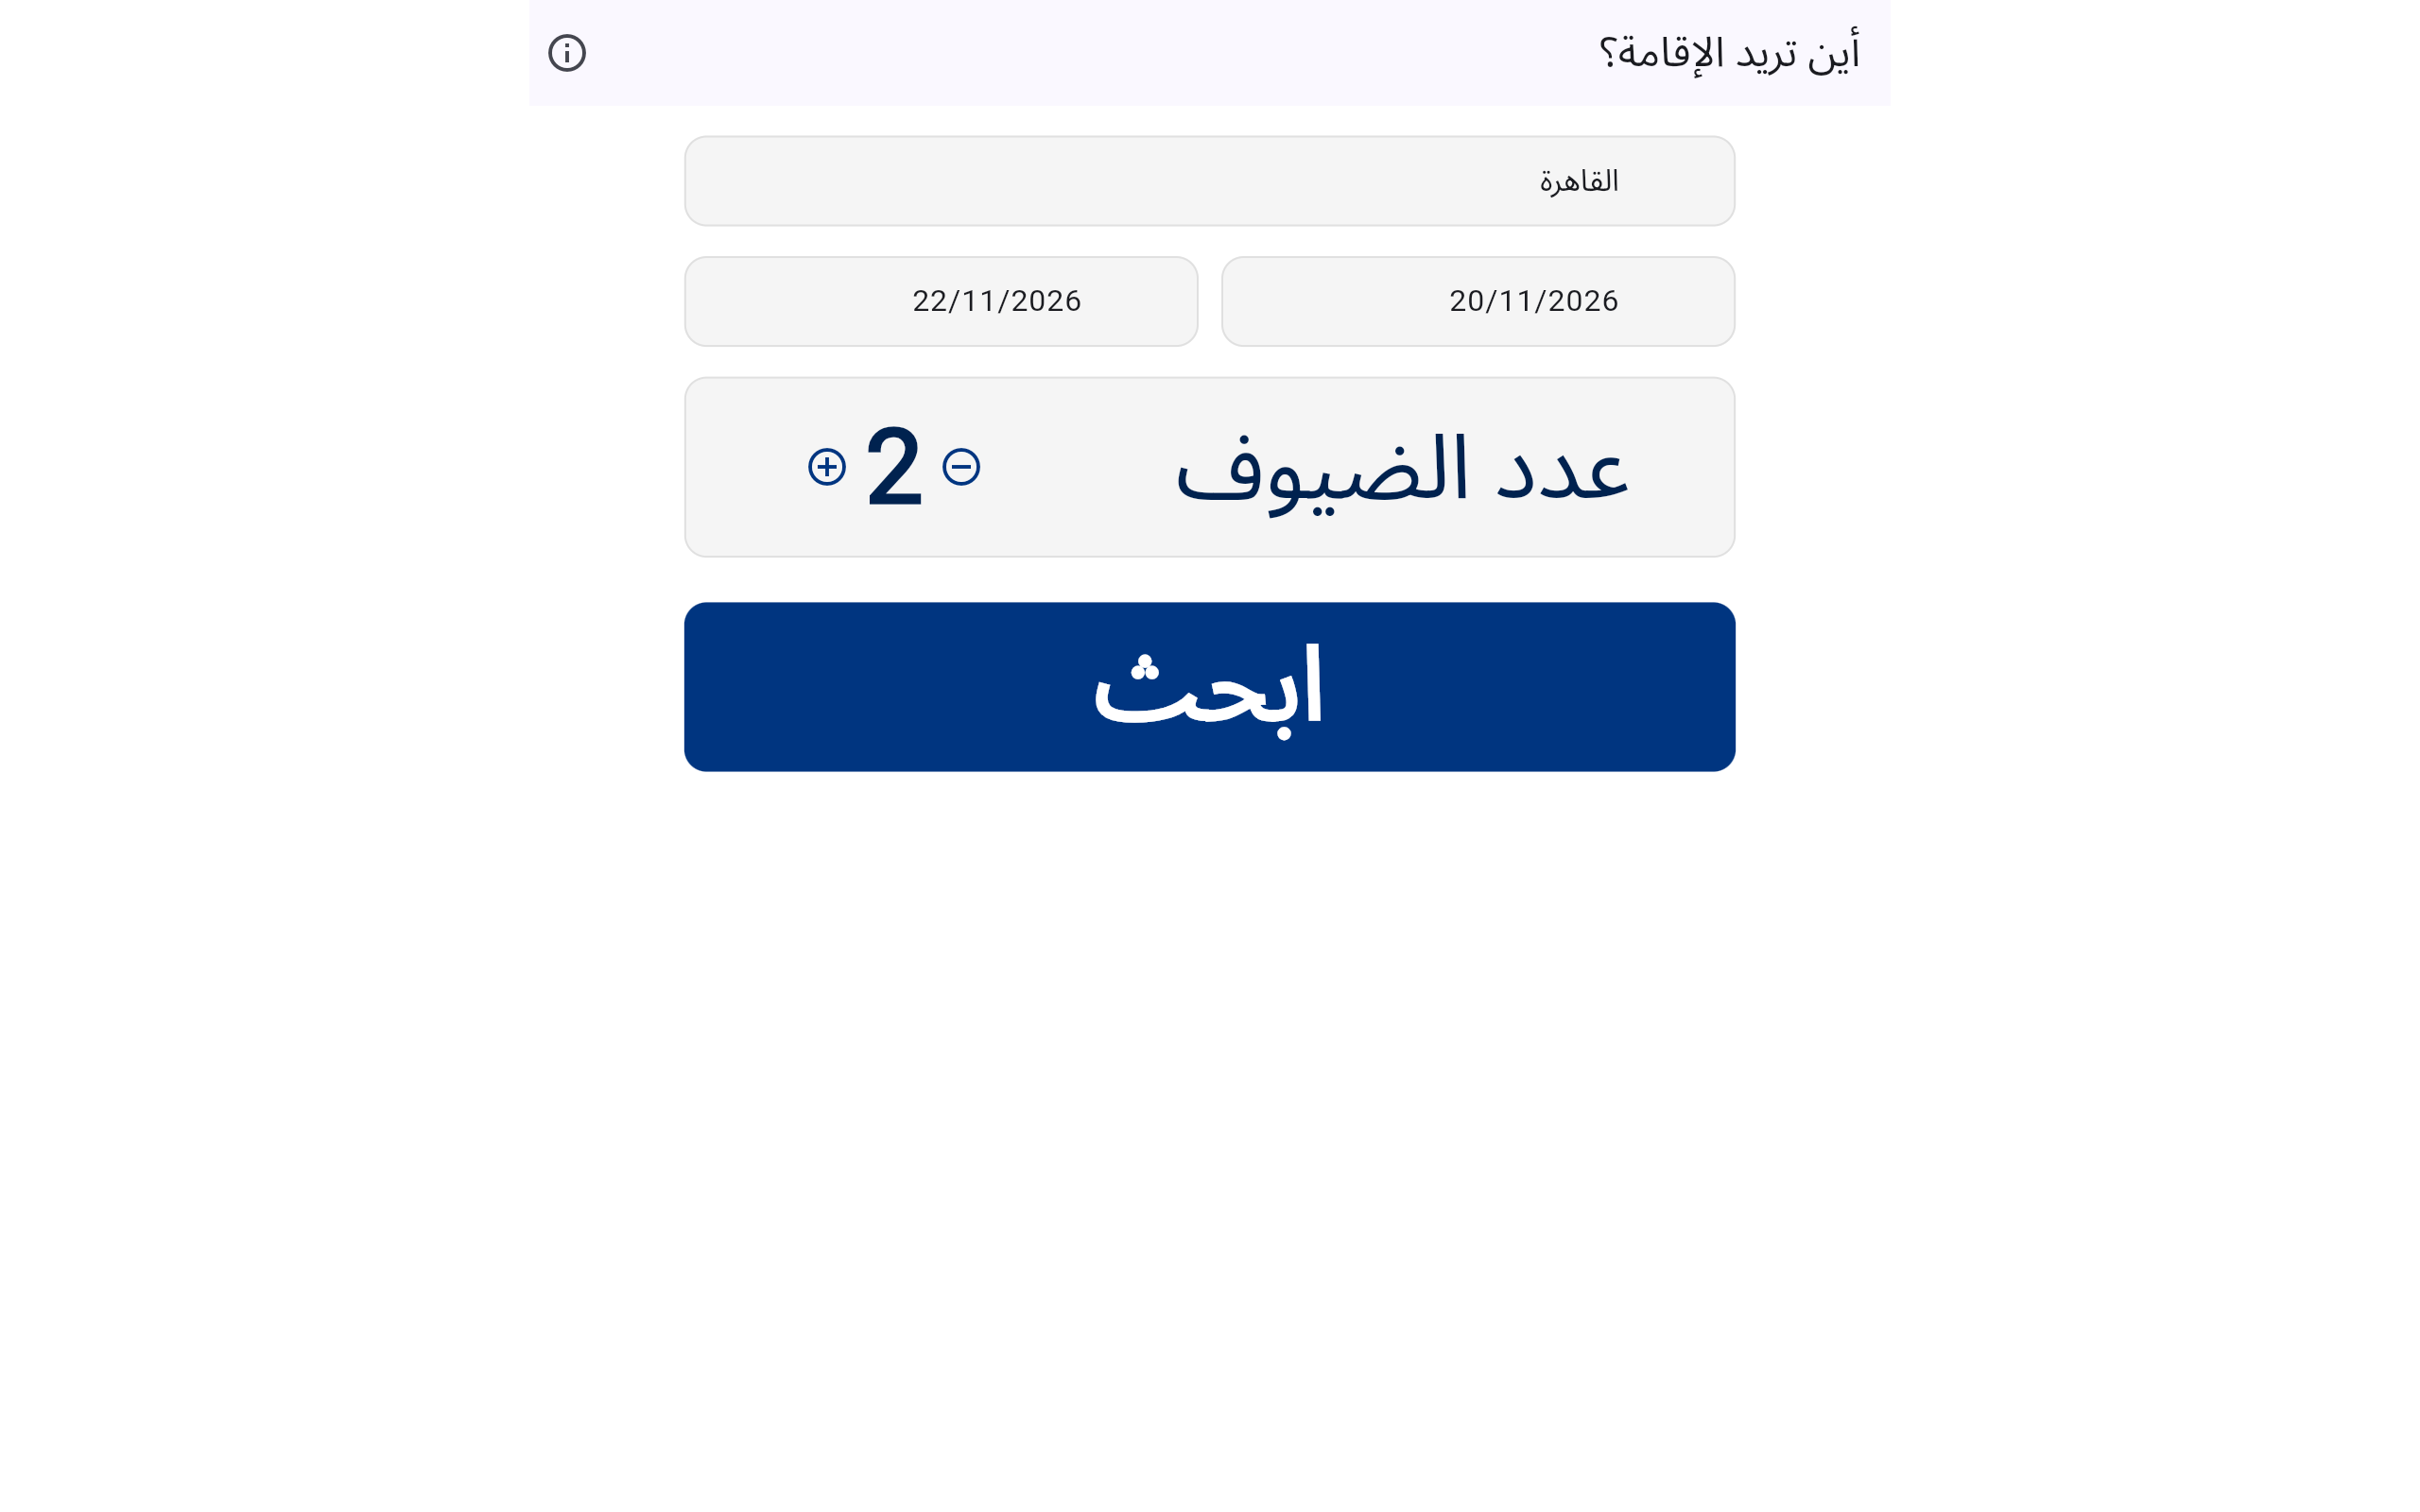 أين تريد الإقامة؟
القاهرة
20/11/2026
22/11/2026
عدد الضيوف
2
ابحث